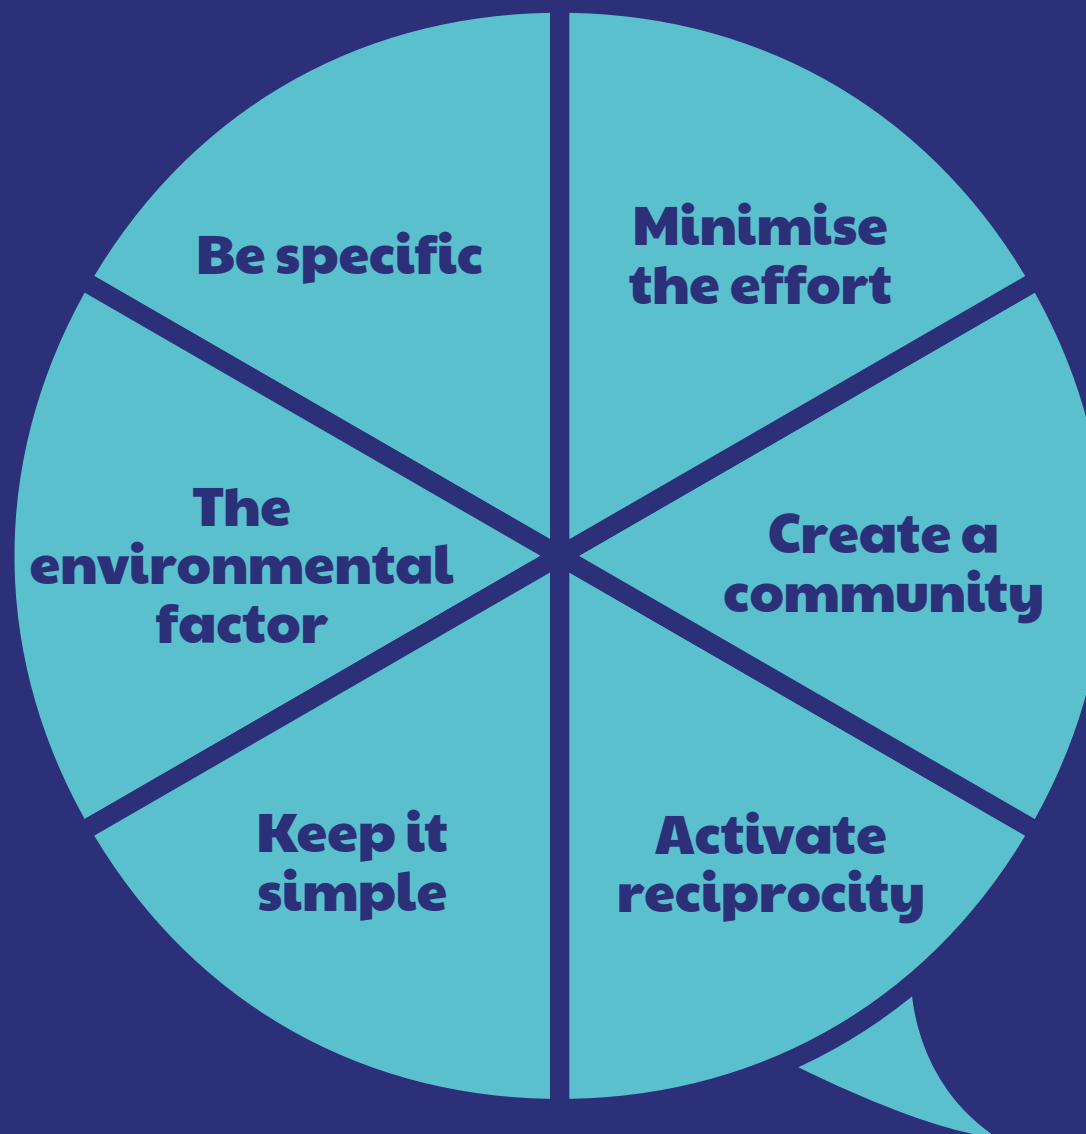 Be specific
Minimise
the effort
The
environmental
factor
Create a
community
Keep it
simple
Activate
reciprocity